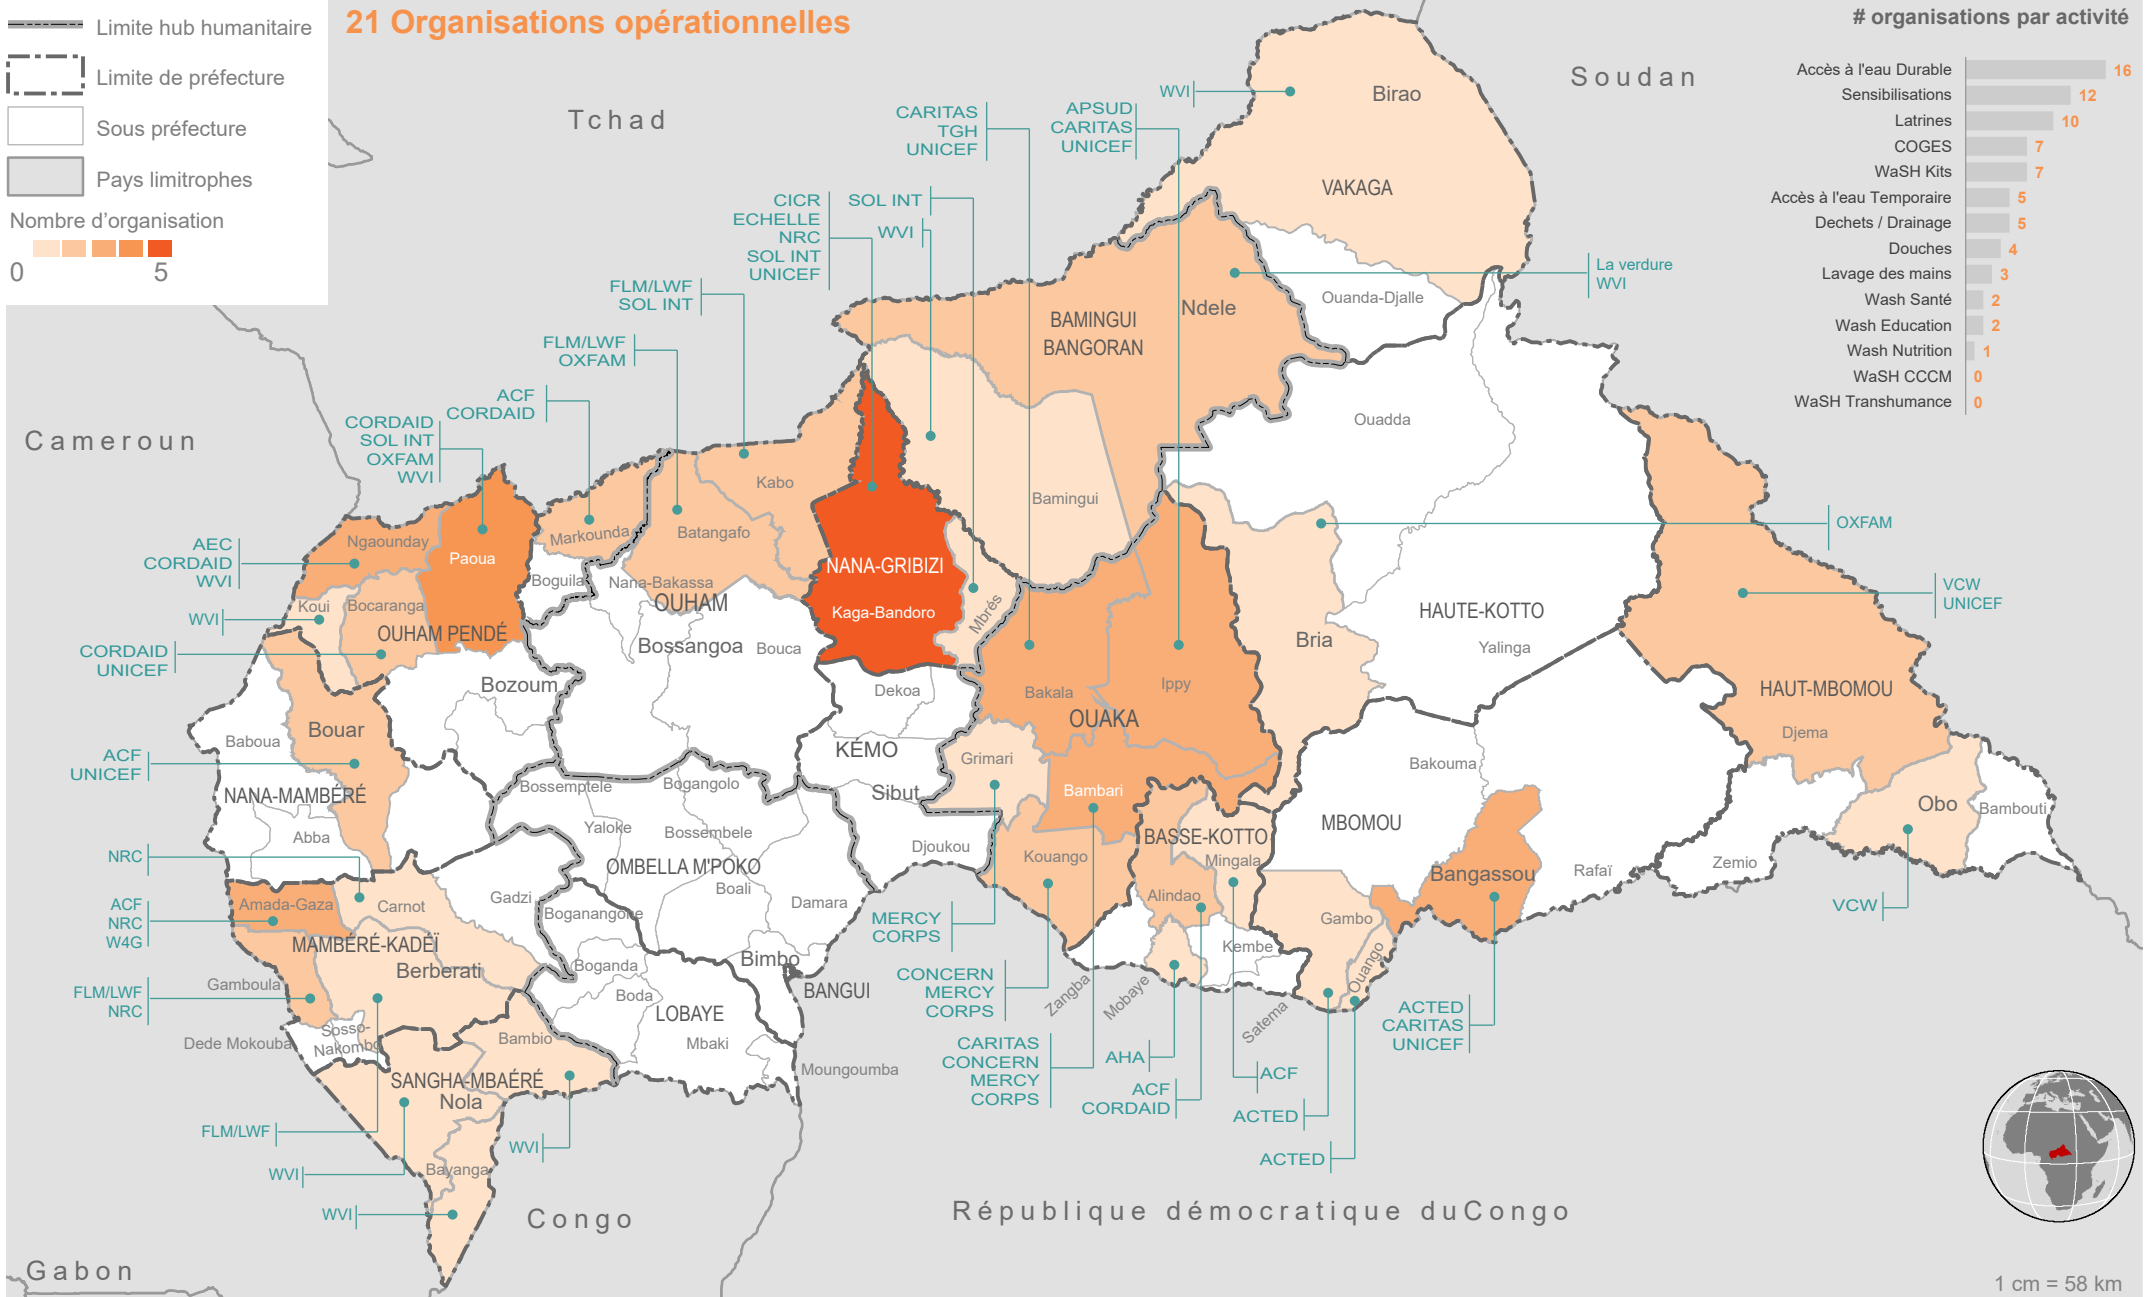 Limite hub humanitaire
Limite de préfecture
Sous préfecture
Pays limitrophes
Nombre d'organisation
0
5
21 Organisations opérationnelles
# organisations par activité
Accès à l'eau Durable 16
Sensibilisations 12
Latrines 10
COGES 7
WaSH Kits 7
Accès à l'eau Temporaire 5
Dechets / Drainage 5
Douches 4
Lavage des mains 3
Wash Santé 2
Wash Education 2
Wash Nutrition 1
WaSH CCCM 0
WaSH Transhumance 0
Tchad
Soudan
Cameroun
Gabon
Congo
République démocratique duCongo
WVI
Birao
VAKAGA
CARITAS
TGH
UNICEF
APSUD
CARITAS
UNICEF
CICR
ECHELLE
NRC
SOL INT
UNICEF
SOL INT
WVI
La verdure
WVI
Ouanda-Djalle
Ndele
BAMINGUI
BANGORAN
FLM/LWF
SOL INT
FLM/LWF
OXFAM
ACF
CORDAID
CORDAID
SOL INT
OXFAM
WVI
Ouadda
Kabo
Bamingui
Batangafo
Markounda
Ngaounday
Paoua
AEC
CORDAID
WVI
OXFAM
NANA-GRIBIZI
Kaga-Bandoro
Mbrés
Boguila
Nana-Bakassa
OUHAM
VCW
UNICEF
WVI
Koui
Bocaranga
OUHAM PENDÉ
HAUTE-KOTTO
Yalinga
Bria
Bossangoa
Bouca
CORDAID
UNICEF
Bozoum
Dekoa
Bakala
Ippy
OUAKA
HAUT-MBOMOU
Djema
Baboua
Bouar
KÉMO
Grimari
Bakouma
ACF
UNICEF
NANA-MAMBÉRÉ
Bossemptele
Bogangolo
Sibut
Bambari
Obo
Bambouti
Abba
Yaloke
Bossembele
Djoukou
Kouango
BASSE-KOTTO
Mingala
MBOMOU
OMBELLA M'POKO
Boali
Zemio
Rafaï
Bangassou
NRC
ACF
NRC
W4G
Amada-Gaza
Carnot
Gadzi
Boganangone
Damara
Alindao
Gambo
VCW
MERCY
CORPS
MAMBÉRÉ-KADÉÏ
Berberati
Kembe
Ouango
Bimbo
Boganda
CONCERN
MERCY
CORPS
Gamboula
FLM/LWF
NRC
BANGUI
Boda
LOBAYE
Zangba
Mobaye
Satema
ACTED
CARITAS
UNICEF
Dede Mokouba
Sosso-
Nakombo
Bambio
Mbaki
Moungoumba
CARITAS
CONCERN
MERCY
CORPS
AHA
ACF
CORDAID
ACF
ACTED
ACTED
SANGHA-MBAÉRÉ
Nola
FLM/LWF
WVI
WVI
Bayanga
WVI
1 cm = 58 km